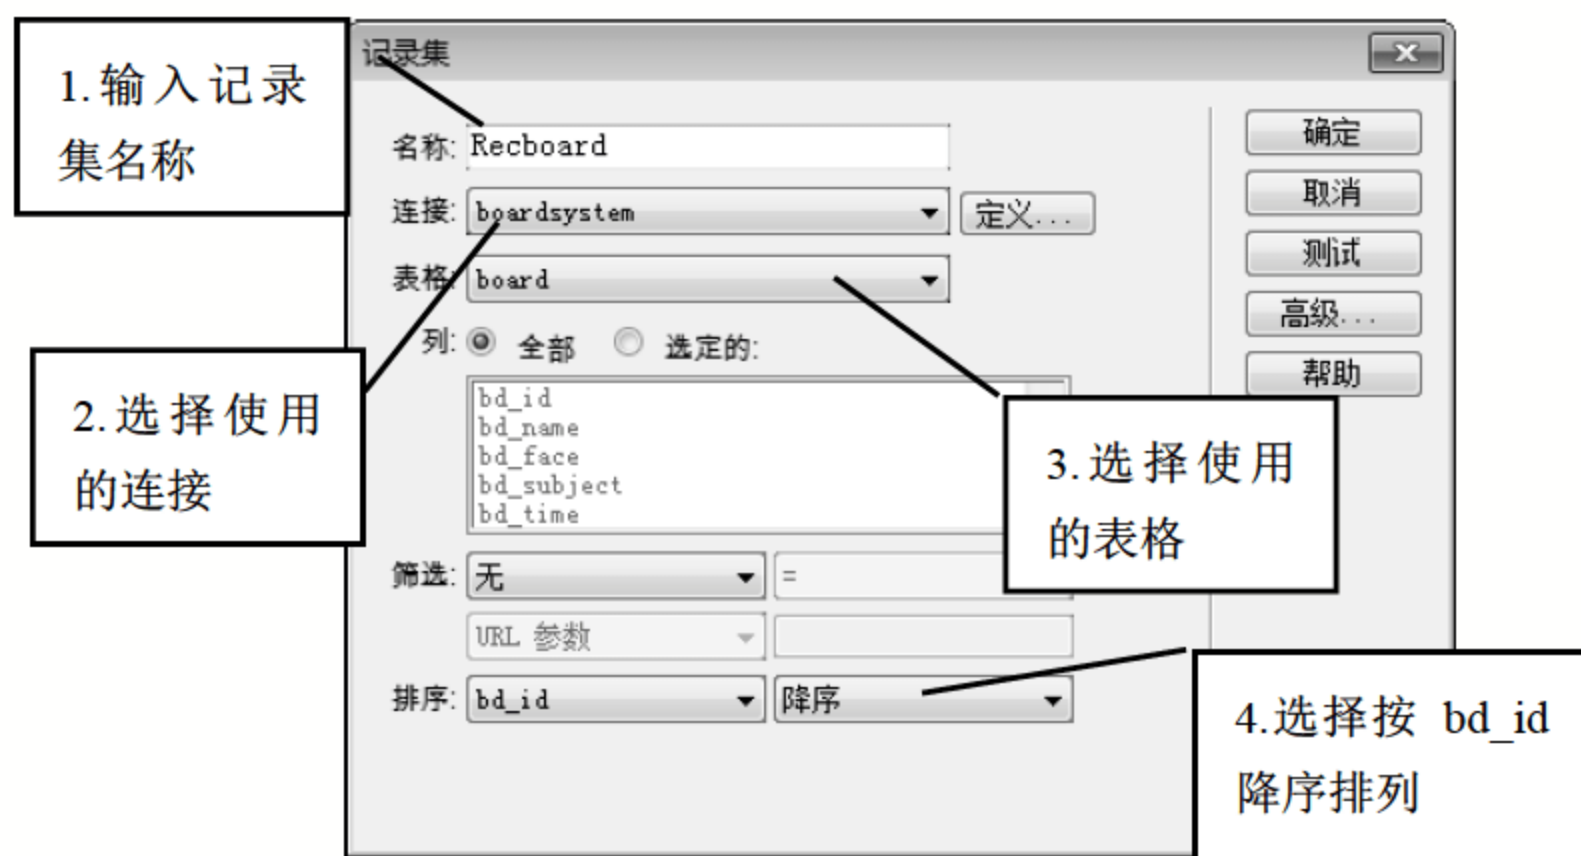 1.输入记录
集名称
记录集
名称: Recboard
连接: boardsystem 定义...
表格: board
列: 全部 选定的:
bd_id
bd_name
bd_face
bd_subject
bd_time
筛选: 无 =
URL 参数
排序: bd_id 降序
确定
取消
测试
高级...
帮助
2.选择使用
的连接
3.选择使用
的表格
4.选择按 bd_id
降序排列